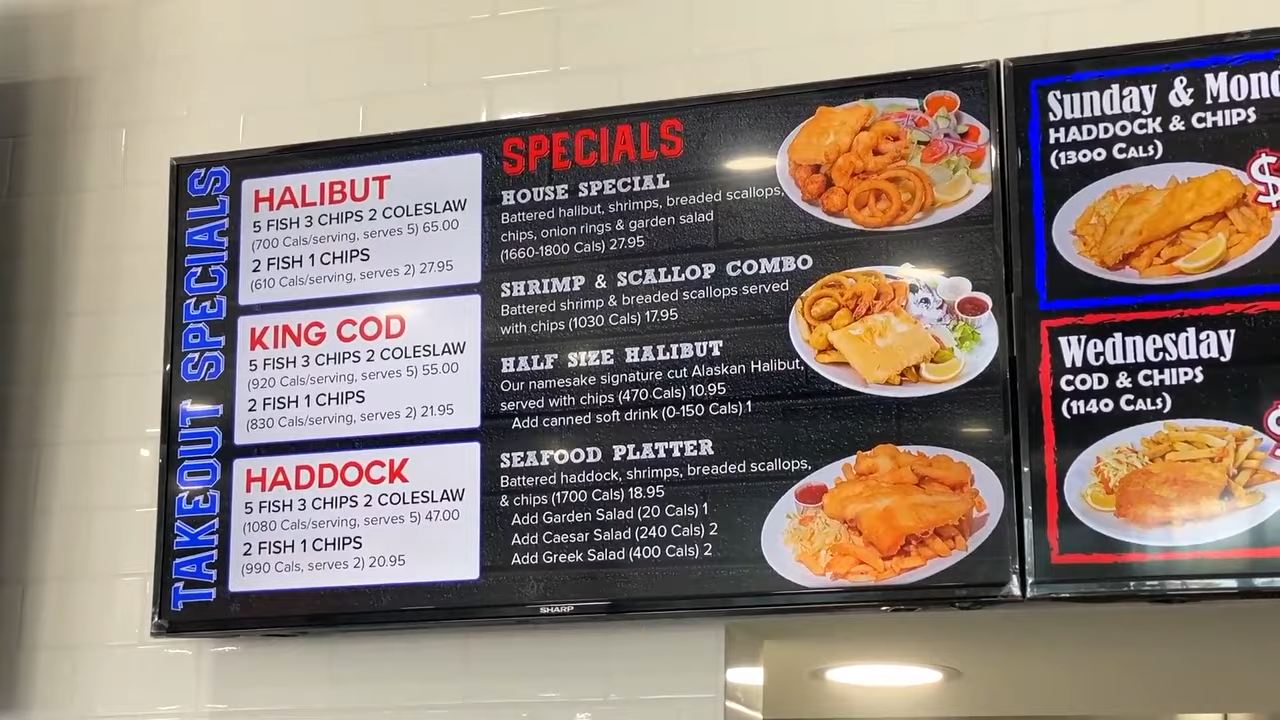 TAKEOUT SPECIALS
HALIBUT
5 FISH 3 CHIPS 2 COLESLAW
(700 Cals/serving, serves 5) 65.00
2 FISH 1 CHIPS
(610 Cals/serving, serves 2) 27.95
KING COD
5 FISH 3 CHIPS 2 COLESLAW
(920 Cals/serving, serves 5) 55.00
2 FISH 1 CHIPS
(830 Cals/serving, serves 2) 21.95
HADDOCK
5 FISH 3 CHIPS 2 COLESLAW
(1080 Cals/serving, serves 5) 47.00
2 FISH 1 CHIPS
(990 Cals, serves 2) 20.95
SPECIALS
HOUSE SPECIAL
Battered halibut, shrimps, breaded scallops,
chips, onion rings & garden salad
(1660-1800 Cals) 27.95
SHRIMP & SCALLOP COMBO
Battered shrimp & breaded scallops served
with chips (1030 Cals) 17.95
HALF SIZE HALIBUT
Our namesake signature cut Alaskan Halibut,
served with chips (470 Cals) 10.95
Add canned soft drink (0-150 Cals) 1
SEAFOOD PLATTER
Battered haddock, shrimps, breaded scallops,
& chips (1700 Cals) 18.95
Add Garden Salad (20 Cals) 1
Add Caesar Salad (240 Cals) 2
Add Greek Salad (400 Cals) 2
SHARP
Sunday & Mond
HADDOCK & CHIPS
(1300 CALS)
$
Wednesday
COD & CHIPS
(1140 CALS)